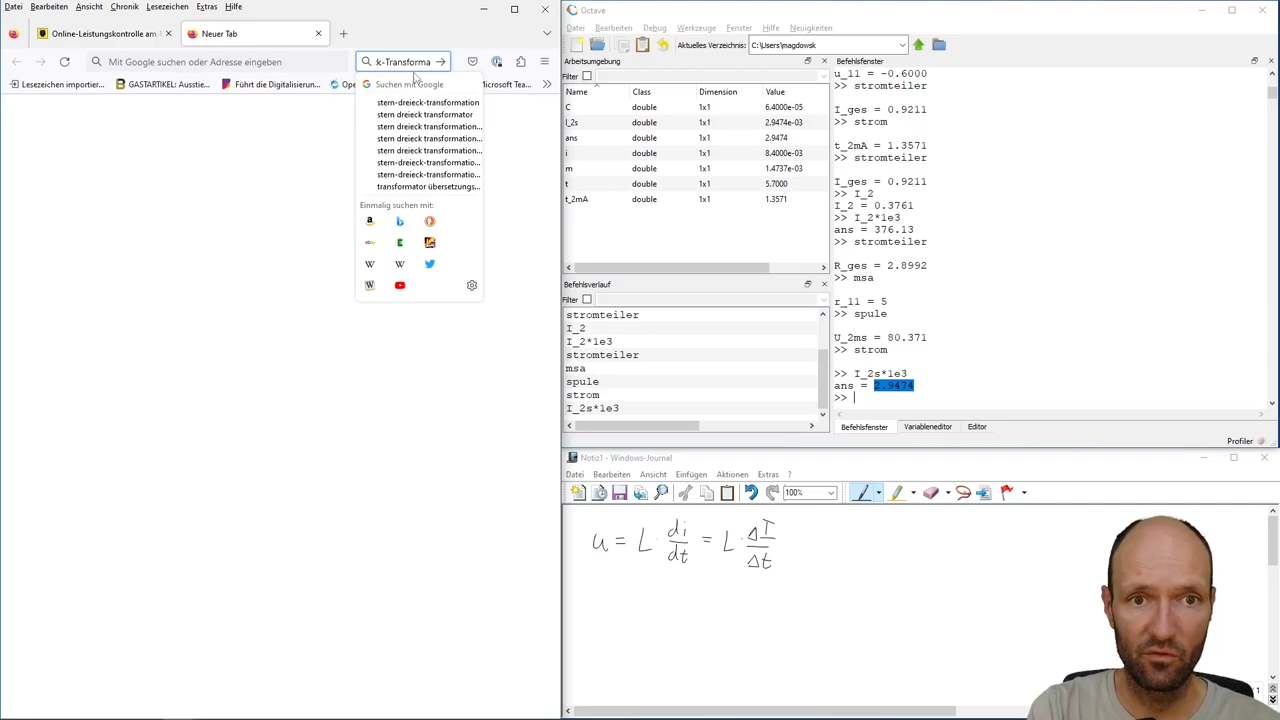 Datei Bearbeiten Ansicht Chronik Lesezeichen Extras Hilfe
Online-Leistungskontrolle am
Neuer Tab
Mit Google suchen oder Adresse eingeben
k-Transforma
Lesezeichen importier...
GASTARTIKEL: Ausstie...
Führt die Digitalisierun...
Microsoft Tea...
Suchen mit Google
stern-dreieck-transformation
stern dreieck transformator
stern dreieck transformation...
stern dreieck transformation...
stern dreieck transformation...
stern-dreieck-transformatio...
stern-dreieck-transformatio...
transformator übersetzungs...
Einmalig suchen mit:
Octave
Datei Bearbeiten Debug Werkzeuge Fenster Hilfe Neuigkeiten
Aktuelles Verzeichnis: C:\Users\magdowsk
Arbeitsumgebung
Filter
Name Class Dimension Value
C double 1x1 6.4000e-05
I_2s double 1x1 2.9474e-03
ans double 1x1 2.9474
i double 1x1 8.4000e-03
m double 1x1 1.4737e-03
t double 1x1 5.7000
t_2mA double 1x1 1.3571
Befehlsverlauf
Filter
stromteiler
I_2
I_2*1e3
stromteiler
msa
spule
strom
I_2s*1e3
Befehlsfenster
u_11 = -0.6000
>> stromteiler
I_ges = 0.9211
>> strom
t_2mA = 1.3571
>> stromteiler
I_ges = 0.9211
>> I_2
I_2 = 0.3761
>> I_2*1e3
ans = 376.13
>> stromteiler
R_ges = 2.8992
>> msa
r_11 = 5
>> spule
U_2ms = 80.371
>> strom
>> I_2s*1e3
ans = 2.9474
>>
Befehlsfenster Variableneditor Editor
Profiler
Notiz1 - Windows-Journal
Datei Bearbeiten Ansicht Einfügen Aktionen Extras ?
100%
u = L · di/dt = L · ΔI/Δt
1